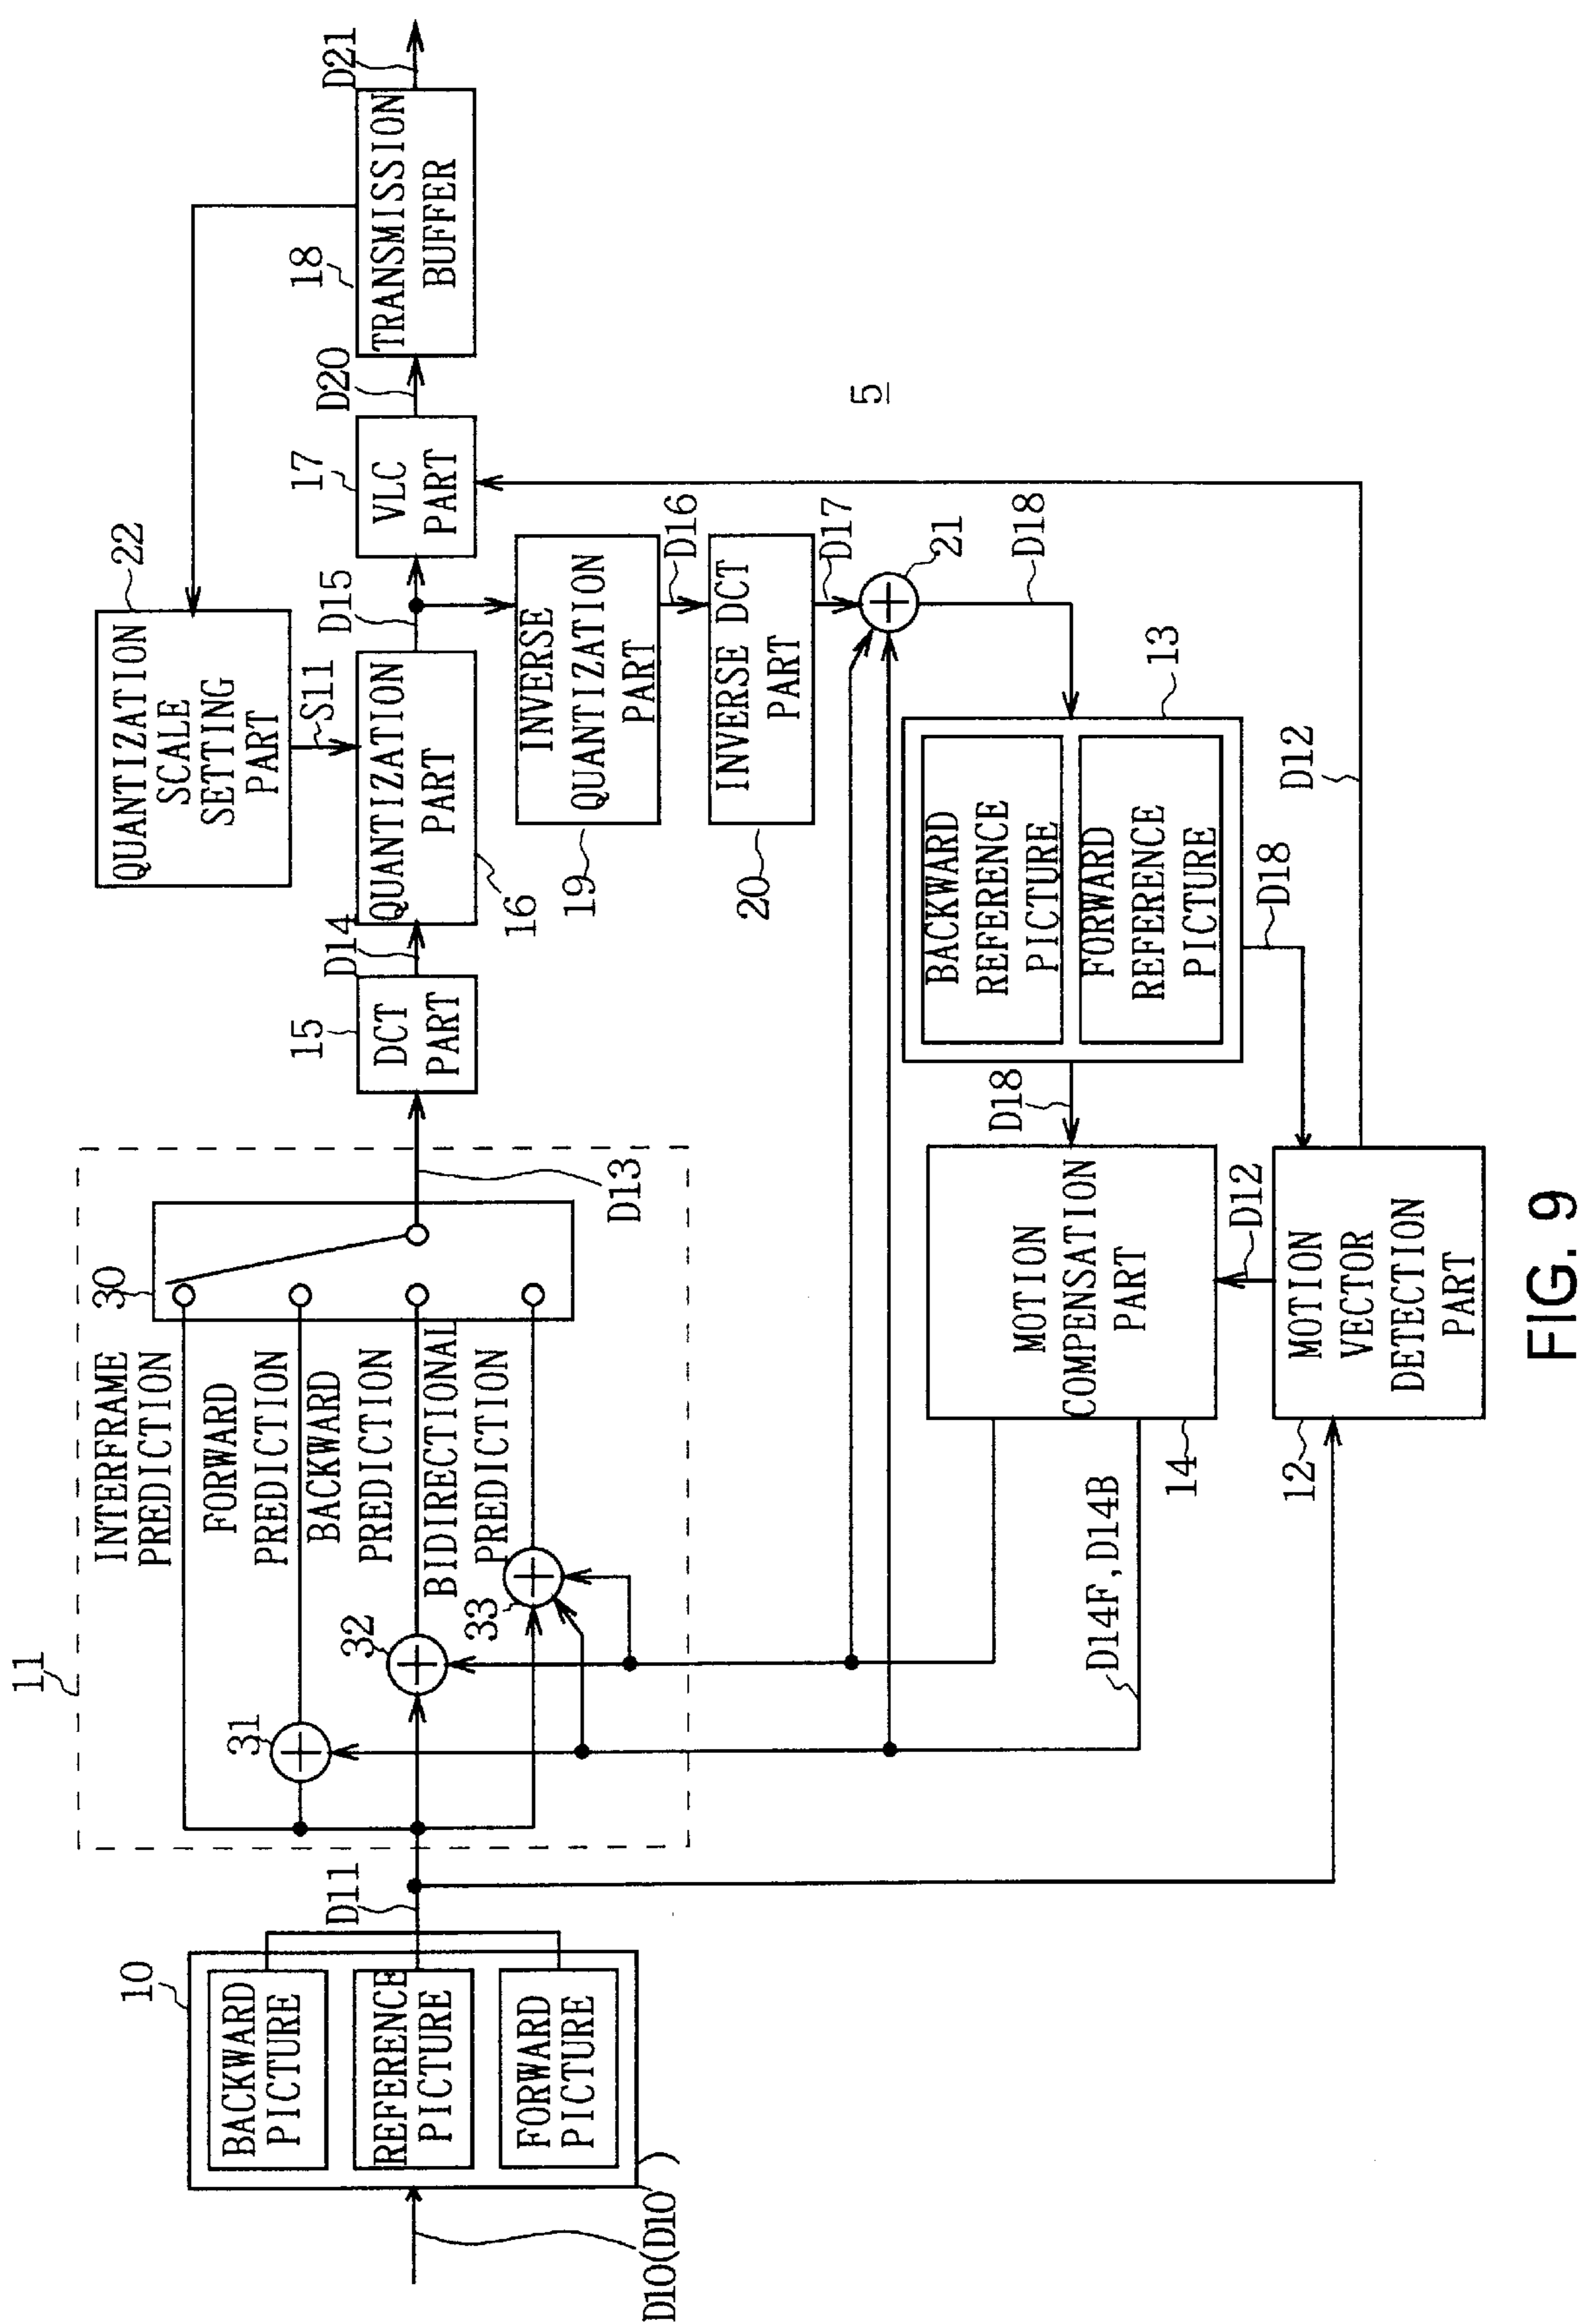 D10(D10')
10
BACKWARD
PICTURE
REFERENCE
PICTURE
FORWARD
PICTURE
D11
11
INTERFRAME
PREDICTION
FORWARD
PREDICTION
BACKWARD
PREDICTION
BIDIRECTIONAL
PREDICTION
30
31
32
33
D13
15
DCT
PART
D14
QUANTIZATION
SCALE
SETTING
PART
22
S11
QUANTIZATION
PART
16
D15
17
VLC
PART
D20
18
TRANSMISSION
BUFFER
D21
INVERSE
QUANTIZATION
PART
19
D16
INVERSE DCT
PART
20
D17
21
D18
5
13
BACKWARD
REFERENCE
PICTURE
FORWARD
REFERENCE
PICTURE
D18
D18
MOTION
COMPENSATION
PART
14
D14F, D14B
D12
MOTION
VECTOR
DETECTION
PART
12
D12
FIG. 9